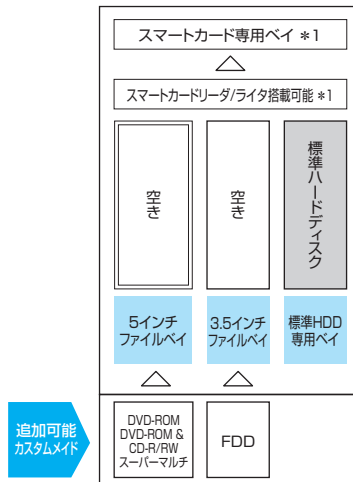 スマートカード専用ベイ *1
スマートカードリーダ/ライタ搭載可能 *1
空き
空き
標準ハードディスク
5インチ
ファイルベイ
3.5インチ
ファイルベイ
標準HDD
専用ベイ
追加可能
カスタムメイド
DVD-ROM
DVD-ROM &
CD-R/RW
スーパーマルチ
FDD